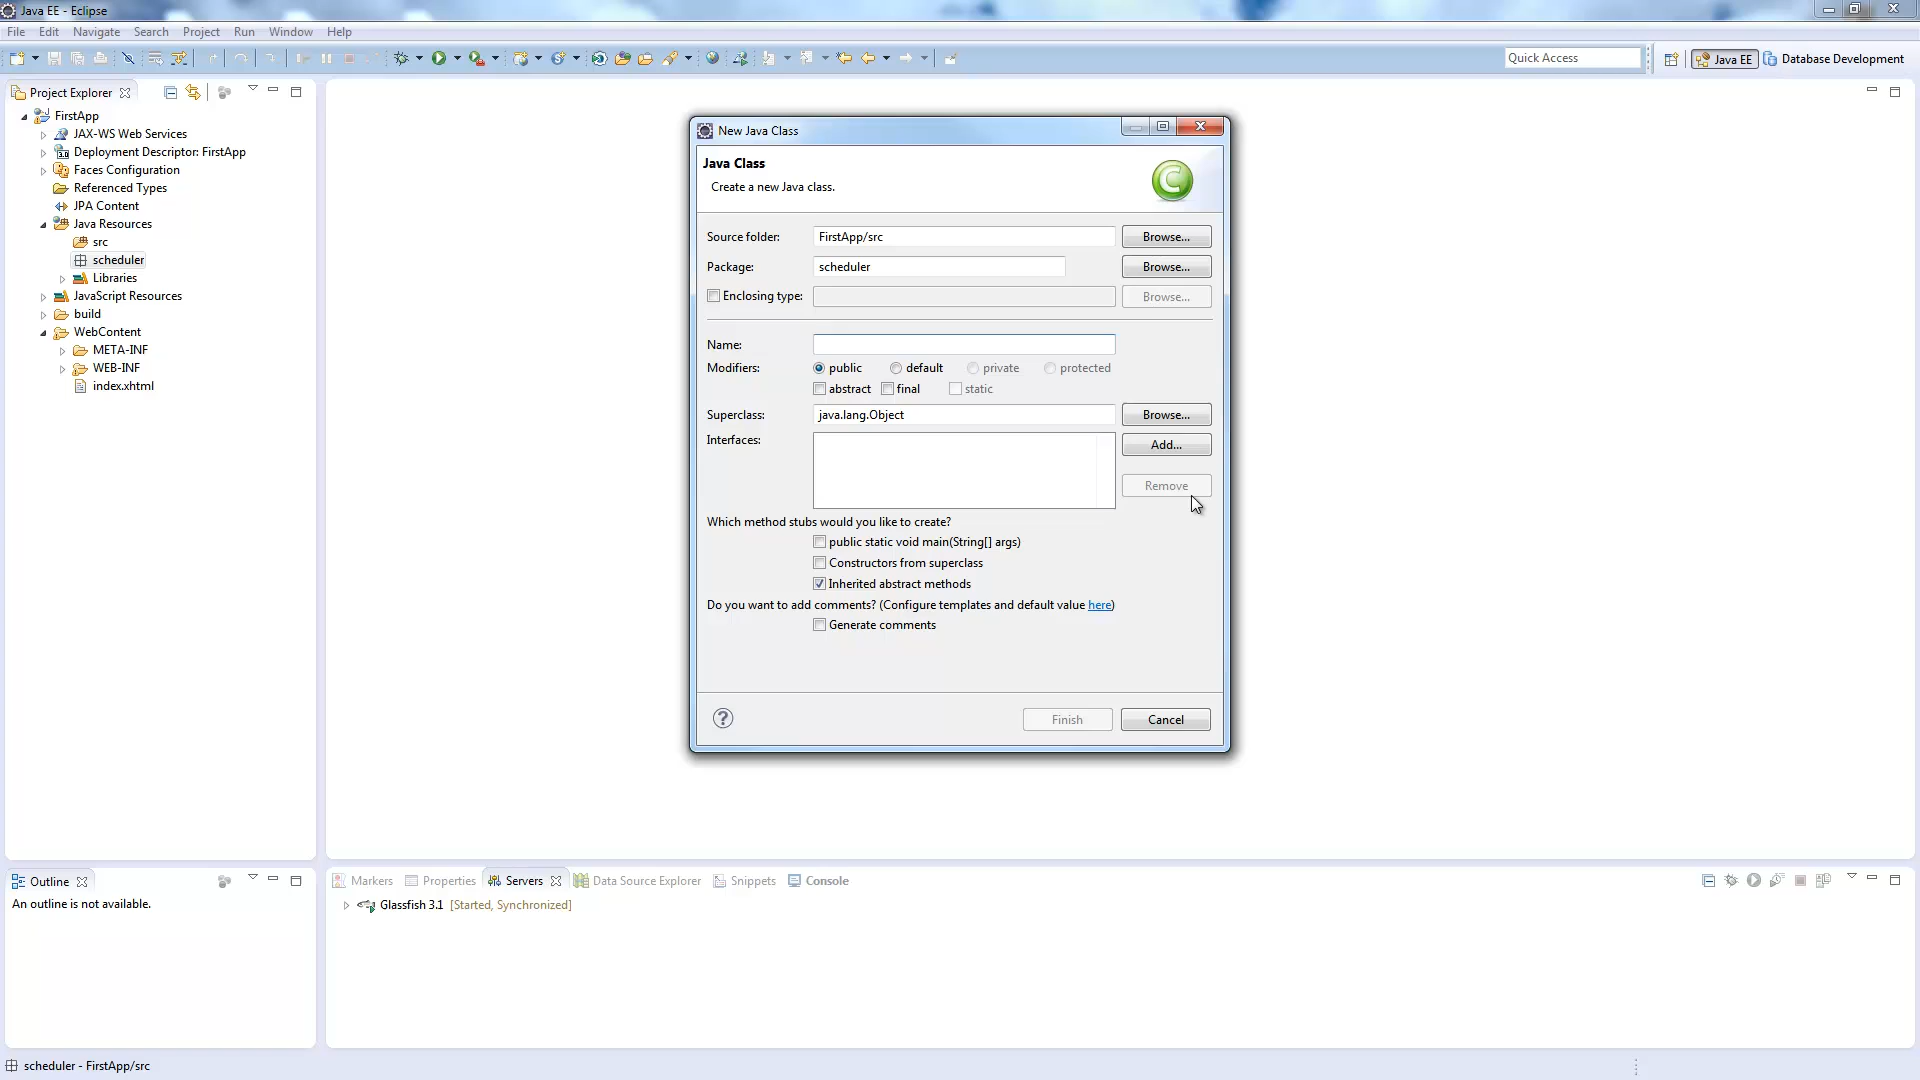 Java EE - Eclipse
File Edit Navigate Search Project Run Window Help
Quick Access
Java EE
Database Development
Project Explorer
FirstApp
JAX-WS Web Services
Deployment Descriptor: FirstApp
Faces Configuration
Referenced Types
JPA Content
Java Resources
src
scheduler
Libraries
JavaScript Resources
build
WebContent
META-INF
WEB-INF
index.xhtml
New Java Class
Java Class
Create a new Java class.
Source folder: FirstApp/src Browse...
Package: scheduler Browse...
Enclosing type: Browse...
Name:
Modifiers: public default private protected
abstract final static
Superclass: java.lang.Object Browse...
Interfaces: Add...
Remove
Which method stubs would you like to create?
public static void main(String[] args)
Constructors from superclass
Inherited abstract methods
Do you want to add comments? (Configure templates and default value here)
Generate comments
Finish Cancel
Outline
An outline is not available.
Markers Properties Servers Data Source Explorer Snippets Console
Glassfish 3.1 [Started, Synchronized]
scheduler - FirstApp/src